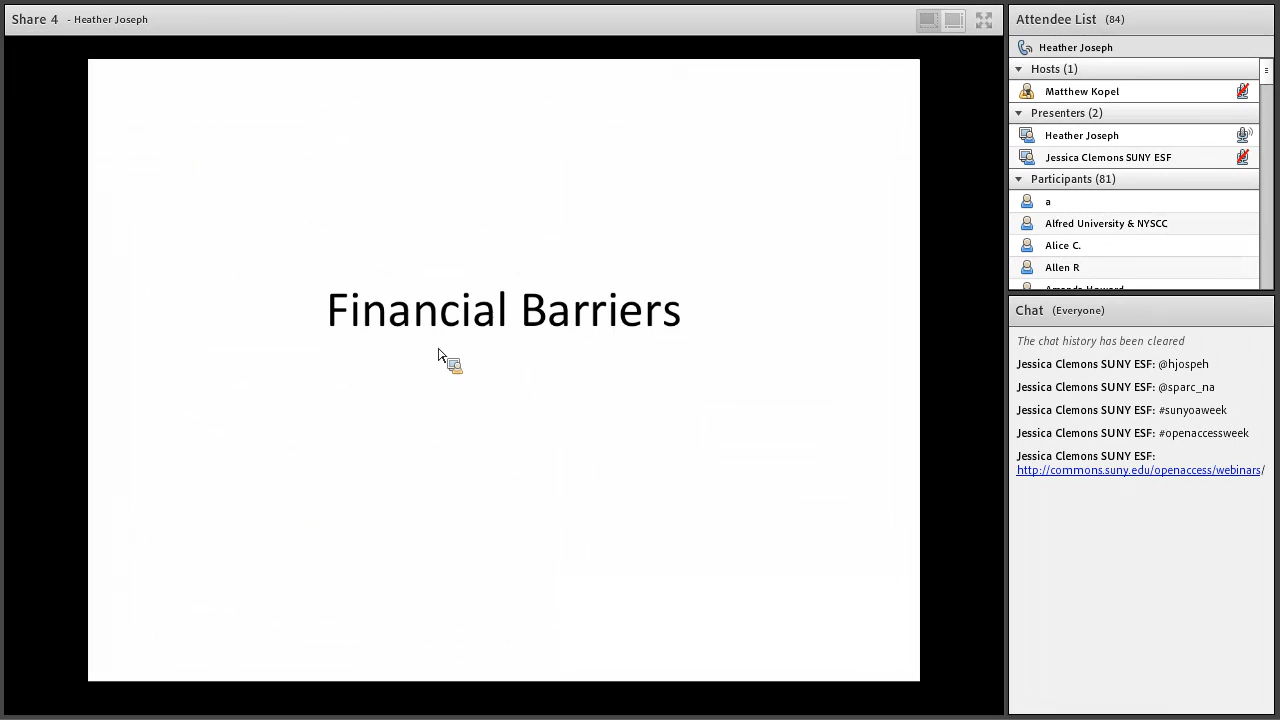 Share 4 - Heather Joseph
Financial Barriers
Attendee List (84)
Heather Joseph
Hosts (1)
Matthew Kopel
Presenters (2)
Heather Joseph
Jessica Clemons SUNY ESF
Participants (81)
a
Alfred University & NYSCC
Alice C.
Allen R
Amanda Howard
Chat (Everyone)
The chat history has been cleared
Jessica Clemons SUNY ESF: @hjospeh
Jessica Clemons SUNY ESF: @sparc_na
Jessica Clemons SUNY ESF: #sunyoaweek
Jessica Clemons SUNY ESF: #openaccessweek
Jessica Clemons SUNY ESF:
http://commons.suny.edu/openaccess/webinars/